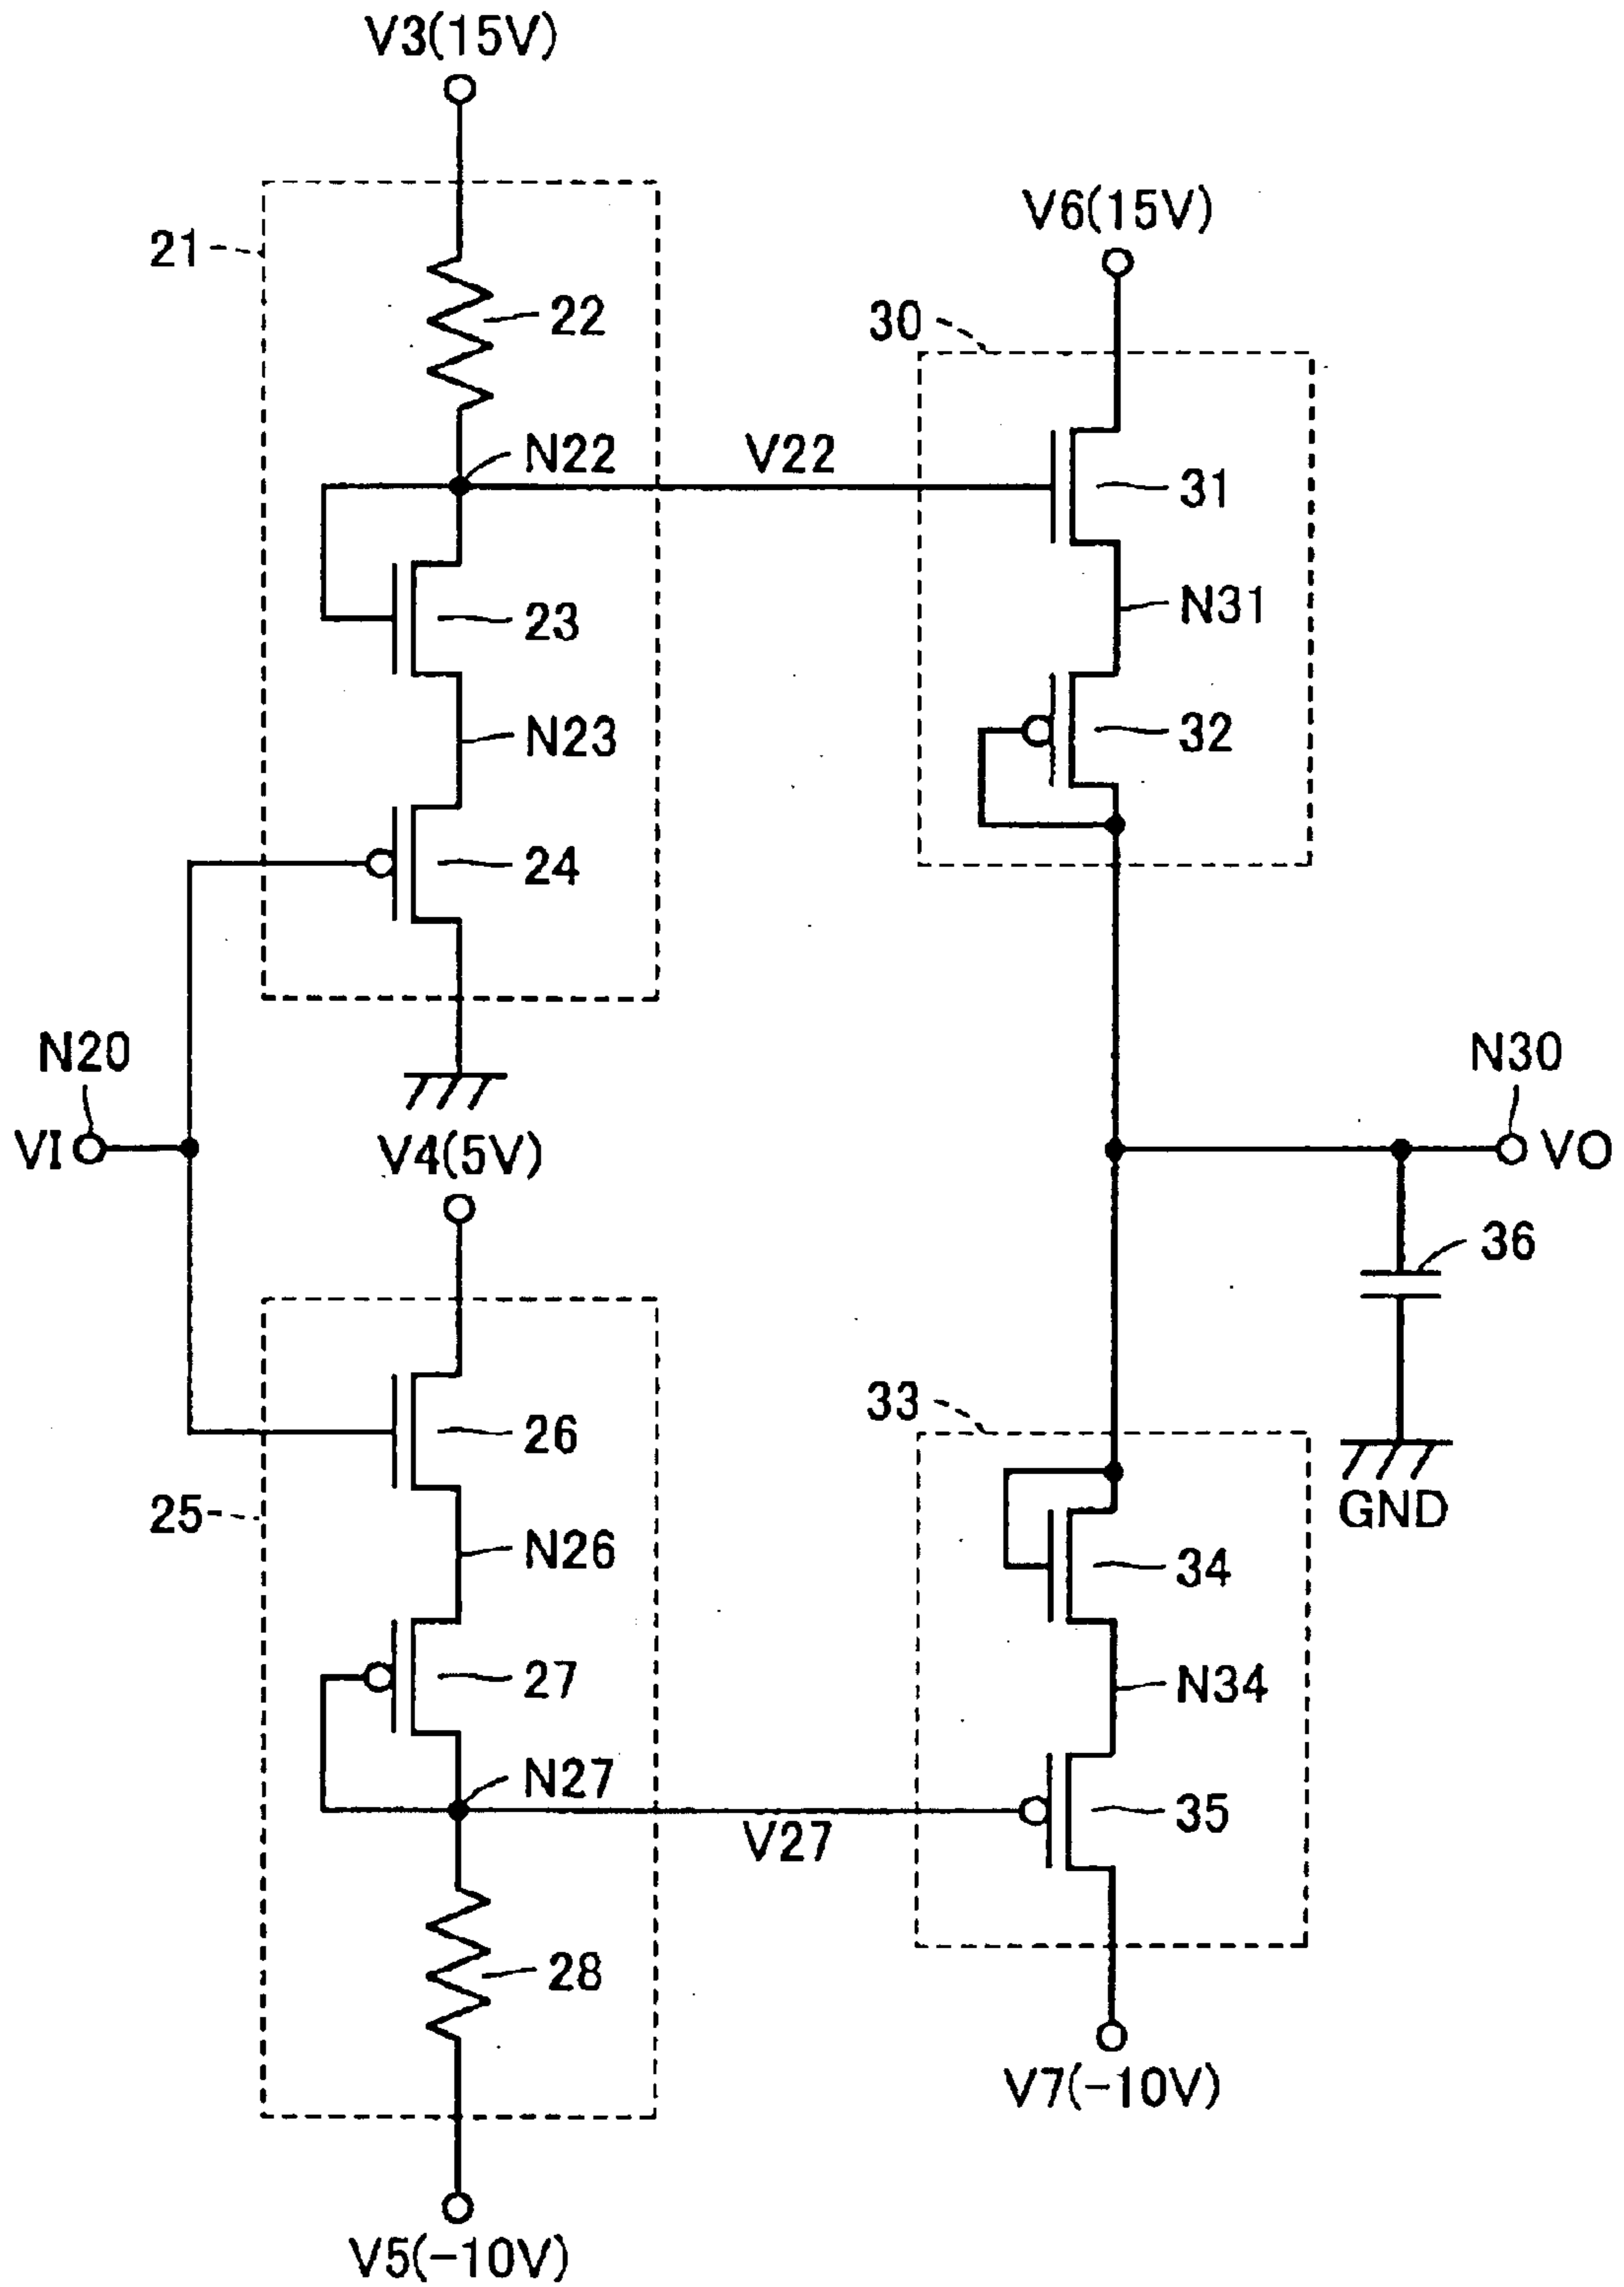 V3(15V)
V6(15V)
21
22
30
N22
V22
31
23
N31
N23
32
24
N20
N30
VI
V4(5V)
VO
36
33
26
25
GND
N26
34
27
N34
N27
V27
35
28
V7(-10V)
V5(-10V)